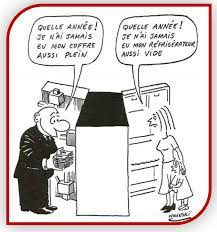 QUELLE ANNÉE !
JE N'AI JAMAIS
EU MON COFFRE
AUSSI PLEIN
QUELLE ANNÉE !
JE N'AI JAMAIS
EU MON RÉFRIGÉRATEUR
AUSSI VIDE
WOLINSKI